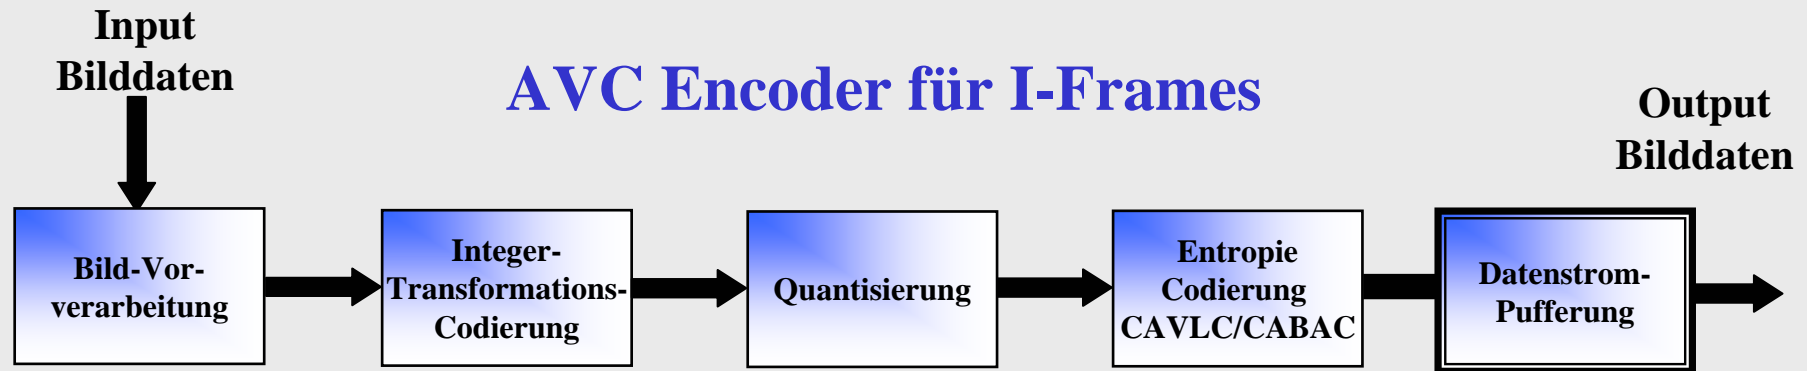 Input
Bilddaten
AVC Encoder für I-Frames
Output
Bilddaten
Bild-Vor-
verarbeitung
Integer-
Transformations-
Codierung
Quantisierung
Entropie
Codierung
CAVLC/CABAC
Datenstrom-
Pufferung